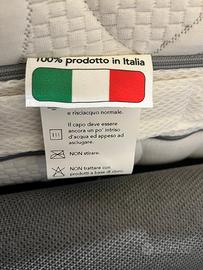 100% prodotto in Italia
e risciacquo normale.
Il capo deve essere
ancora un po' intriso
d'acqua ed appeso ad
asciugare.
NON stirare.
NON trattare con
prodotti a base di cloro.